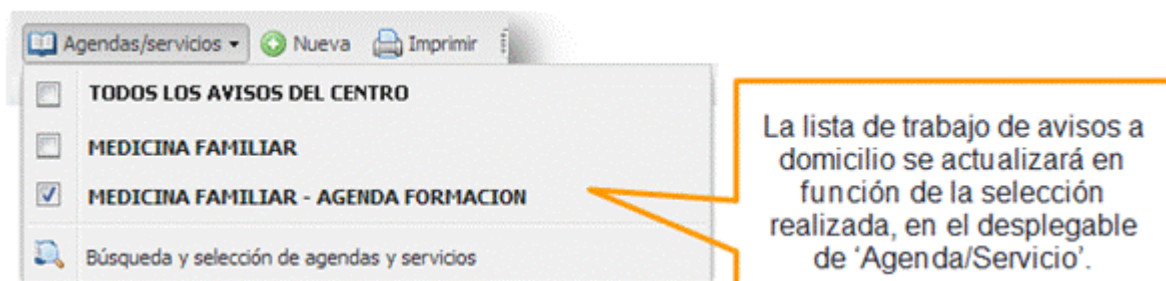 Agendas/servicios Nueva Imprimir
TODOS LOS AVISOS DEL CENTRO
MEDICINA FAMILIAR
MEDICINA FAMILIAR - AGENDA FORMACION
Búsqueda y selección de agendas y servicios
La lista de trabajo de avisos a
domicilio se actualizará en
función de la selección
realizada, en el desplegable
de ‘Agenda/Servicio’.